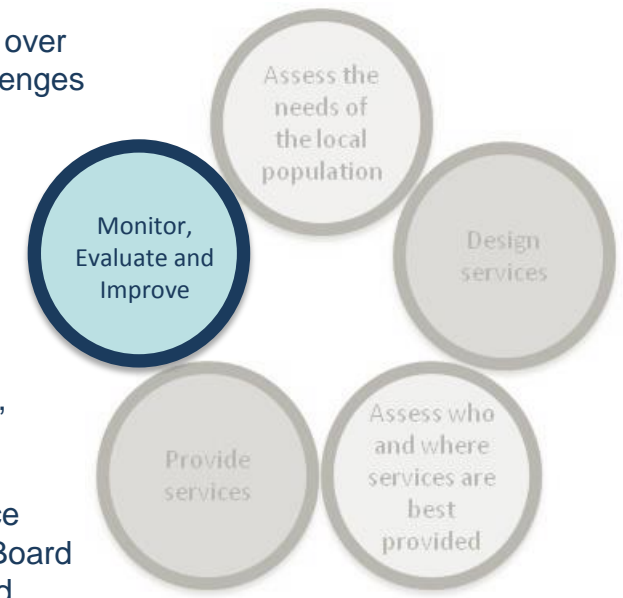 over
lenges
Assess the
needs of
the local
population
Monitor,
Evaluate and
Improve
Design
services
,
Provide
services
Assess who
and where
services are
best
provided
Board